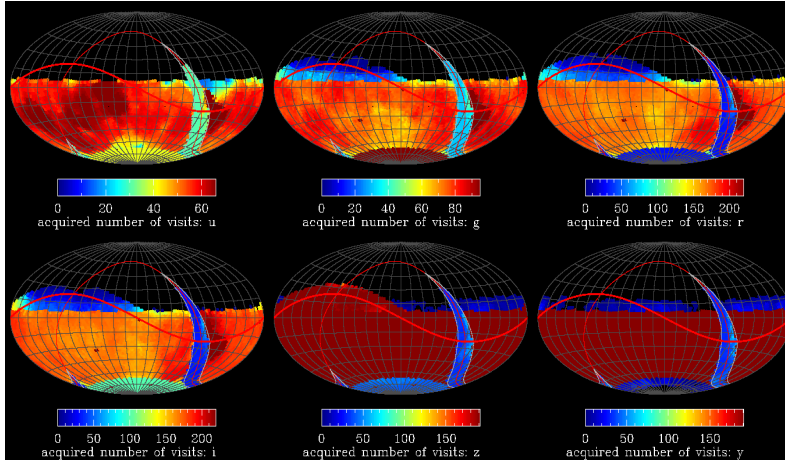 0 20 40 60
acquired number of visits: u
0 20 40 60 80
acquired number of visits: g
0 50 100 150 200
acquired number of visits: r
0 50 100 150 200
acquired number of visits: i
0 50 100 150
acquired number of visits: z
0 50 100 150
acquired number of visits: y